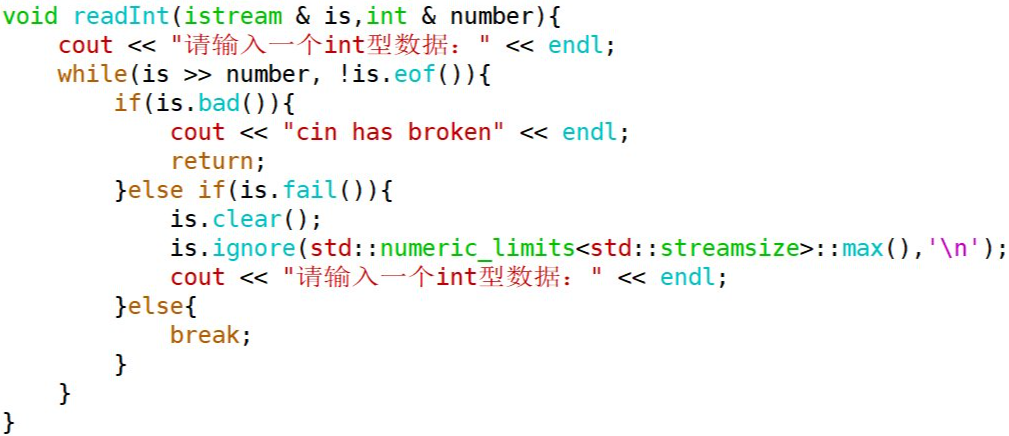 void readInt(istream & is,int & number){
    cout << "请输入一个int型数据：" << endl;
    while(is >> number, !is.eof()){
        if(is.bad()){
            cout << "cin has broken" << endl;
            return;
        }else if(is.fail()){
            is.clear();
            is.ignore(std::numeric_limits<std::streamsize>::max(),'\n');
            cout << "请输入一个int型数据：" << endl;
        }else{
            break;
        }
    }
}